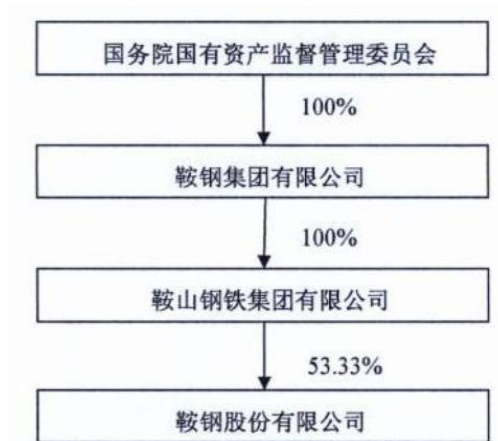 国务院国有资产监督管理委员会
100%
鞍钢集团有限公司
100%
鞍山钢铁集团有限公司
53.33%
鞍钢股份有限公司